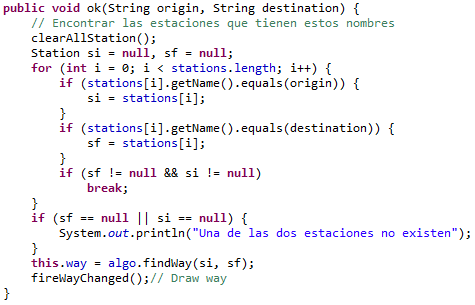 public void ok(String origin, String destination) {
    // Encontrar las estaciones que tienen estos nombres
    clearAllStation();
    Station si = null, sf = null;
    for (int i = 0; i < stations.length; i++) {
        if (stations[i].getName().equals(origin)) {
            si = stations[i];
        }
        if (stations[i].getName().equals(destination)) {
            sf = stations[i];
        }
        if (sf != null && si != null)
            break;
    }
    if (sf == null || si == null) {
        System.out.println("Una de las dos estaciones no existen");
    }
    this.way = algo.findWay(si, sf);
    fireWayChanged();// Draw way
}